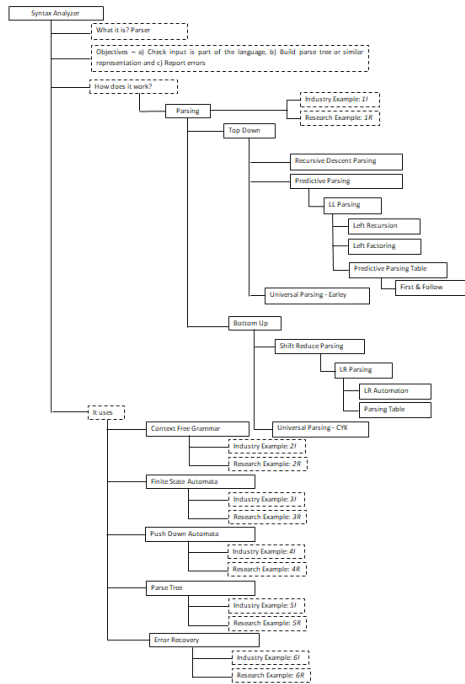 Syntax Analyzer
What it is? Parser
Objectives – a) Check input is part of the language, b) Build parse tree or similar
representation and c) Report errors
How does it work?
Parsing
Industry Example: 1I
Research Example: 1R
Top Down
Recursive Descent Parsing
Predictive Parsing
LL Parsing
Left Recursion
Left Factoring
Predictive Parsing Table
First & Follow
Universal Parsing - Earley
Bottom Up
Shift Reduce Parsing
LR Parsing
LR Automaton
Parsing Table
Universal Parsing - CYK
It uses
Context Free Grammar
Industry Example: 2I
Research Example: 2R
Finite State Automata
Industry Example: 3I
Research Example: 3R
Push Down Automata
Industry Example: 4I
Research Example: 4R
Parse Tree
Industry Example: 5I
Research Example: 5R
Error Recovery
Industry Example: 6I
Research Example: 6R